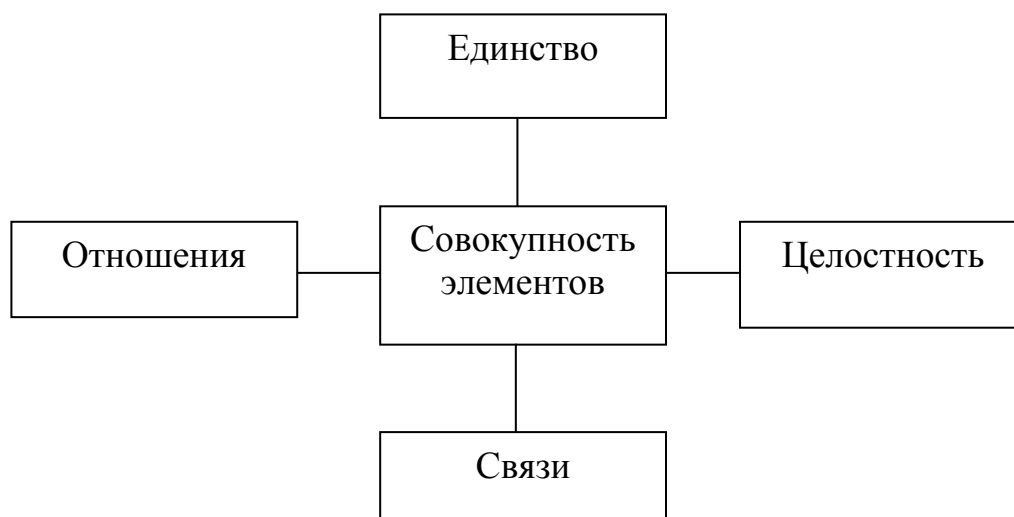 Единство
Отношения
Совокупность
элементов
Целостность
Связи